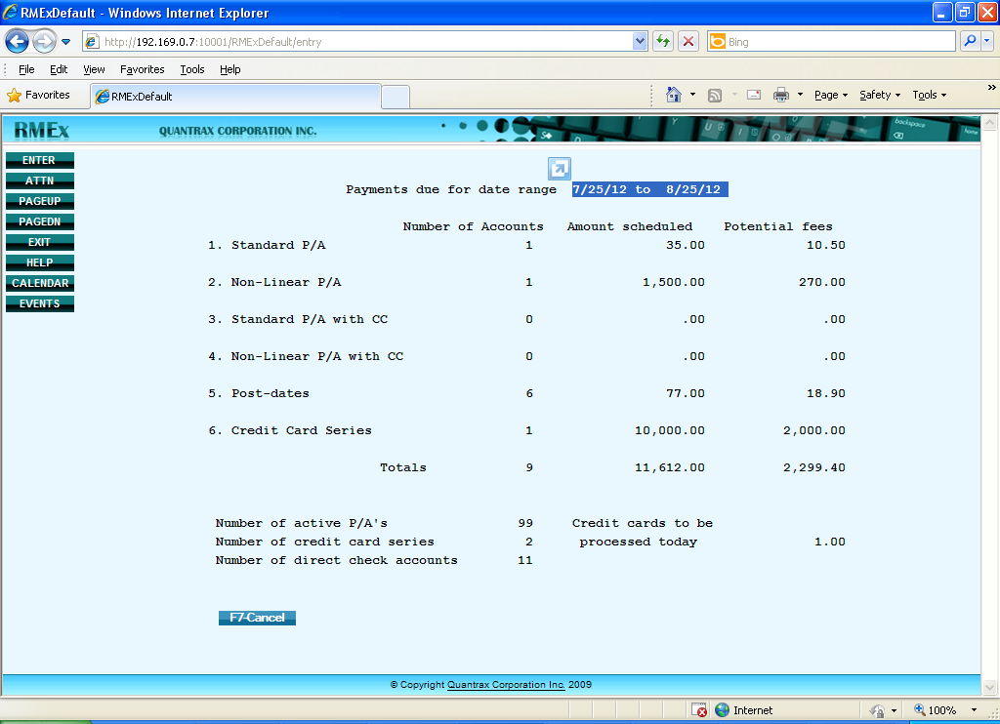 RMExDefault - Windows Internet Explorer
http://192.169.0.7:10001/RMExDefault/entry
Bing
File Edit View Favorites Tools Help
Favorites RMExDefault Page Safety Tools
RMEx QUANTRAX CORPORATION INC. backspace home
ENTER
ATTN
PAGEUP
PAGEDN
EXIT
HELP
CALENDAR
EVENTS
Payments due for date range 7/25/12 to 8/25/12
Number of Accounts Amount scheduled Potential fees
1. Standard P/A 1 35.00 10.50
2. Non-Linear P/A 1 1,500.00 270.00
3. Standard P/A with CC 0 .00 .00
4. Non-Linear P/A with CC 0 .00 .00
5. Post-dates 6 77.00 18.90
6. Credit Card Series 1 10,000.00 2,000.00
Totals 9 11,612.00 2,299.40
Number of active P/A's 99 Credit cards to be
Number of credit card series 2 processed today 1.00
Number of direct check accounts 11
F7-Cancel
© Copyright Quantrax Corporation Inc. 2009
Internet 100%